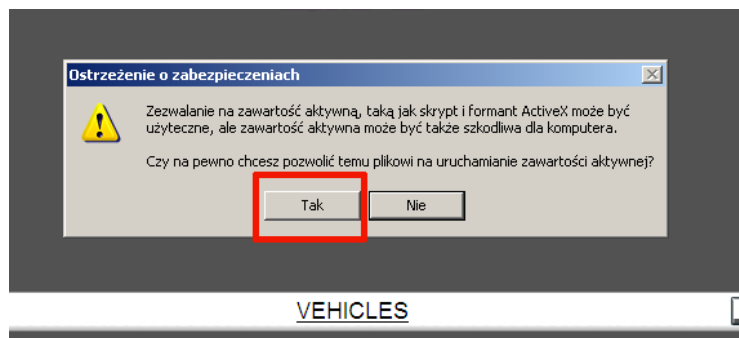 Ostrzeżenie o zabezpieczeniach
Zezwalanie na zawartość aktywną, taką jak skrypt i formant ActiveX może być
użyteczne, ale zawartość aktywna może być także szkodliwa dla komputera.
Czy na pewno chcesz pozwolić temu plikowi na uruchamianie zawartości aktywnej?
Tak Nie
VEHICLES